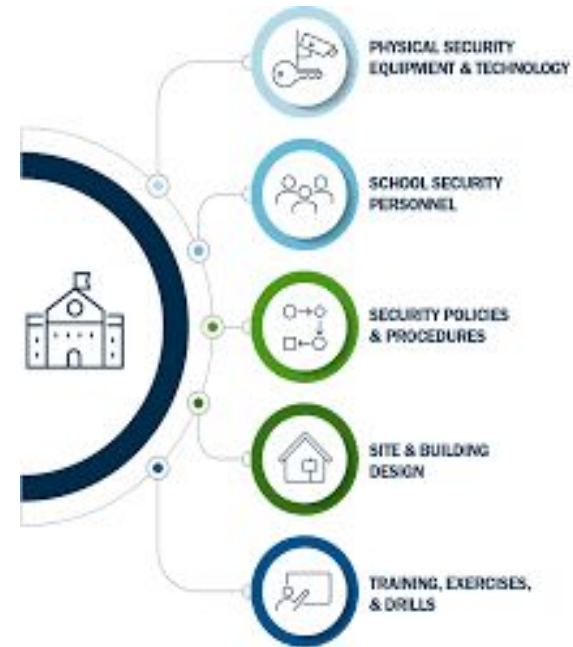 PHYSICAL SECURITY
EQUIPMENT & TECHNOLOGY
SCHOOL SECURITY
PERSONNEL
SECURITY POLICIES
& PROCEDURES
SITE & BUILDING
DESIGN
TRAINING, EXERCISES,
& DRILLS